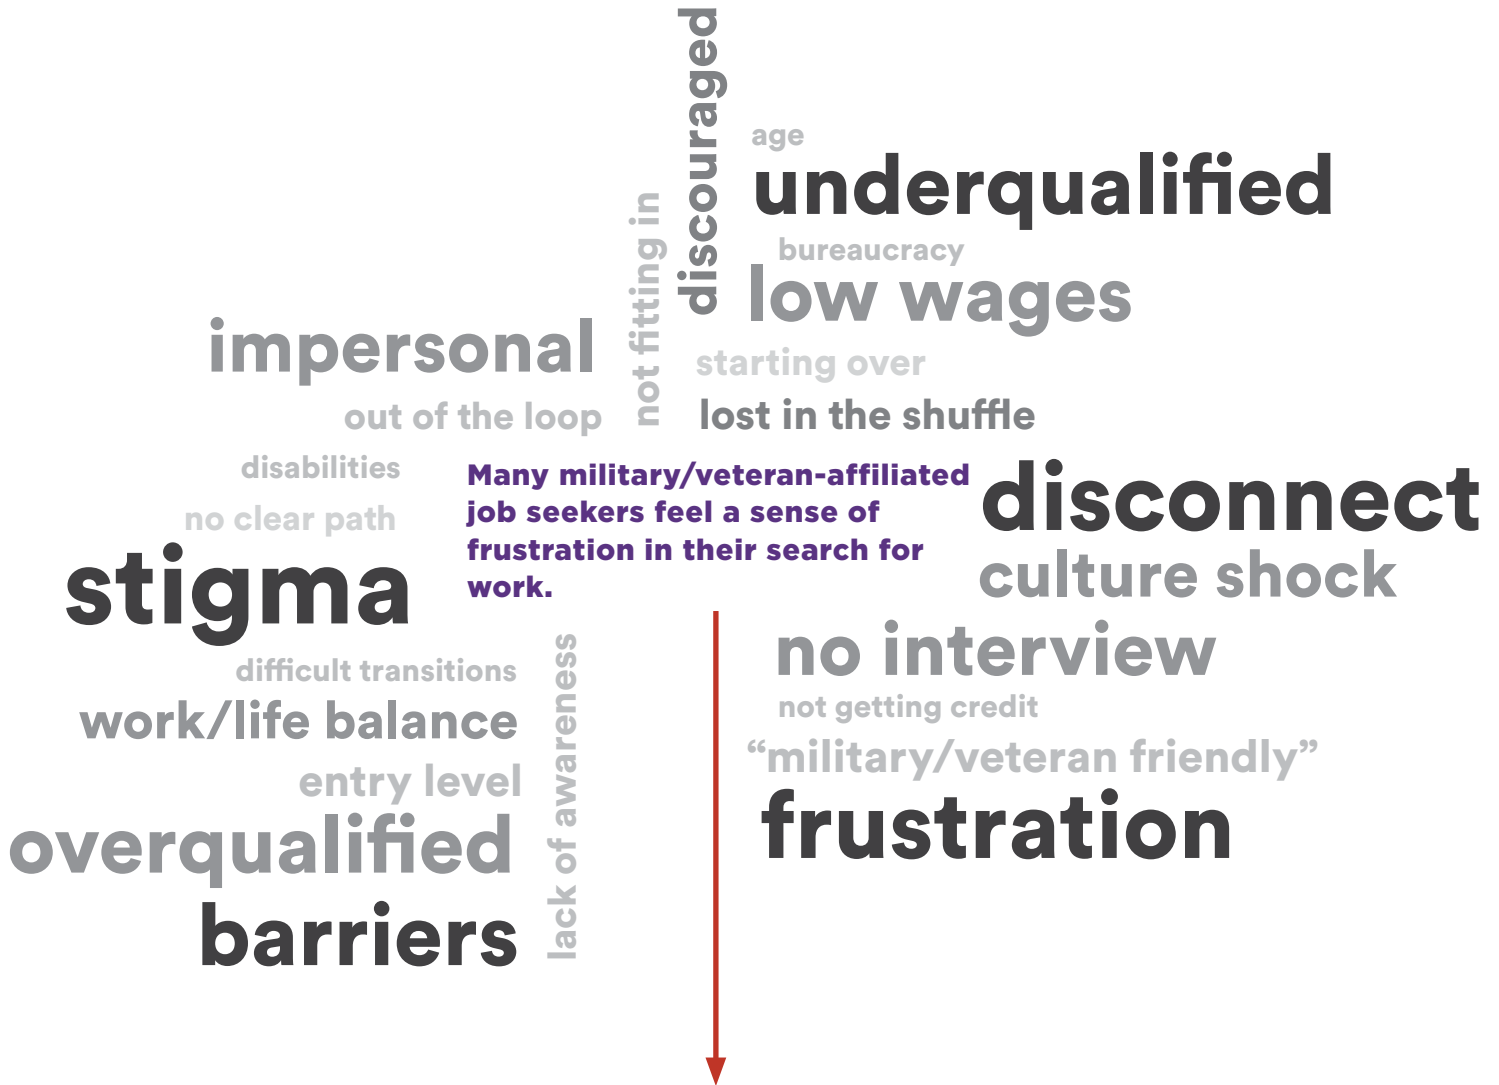 discouraged
age
underqualified
not fitting in
bureaucracy
low wages
impersonal
starting over
out of the loop
lost in the shuffle
disabilities
no clear path
stigma
Many military/veteran-affiliated
job seekers feel a sense of
frustration in their search for
work.
disconnect
culture shock
no interview
difficult transitions
work/life balance
entry level
overqualified
barriers
lack of awareness
not getting credit
“military/veteran friendly”
frustration